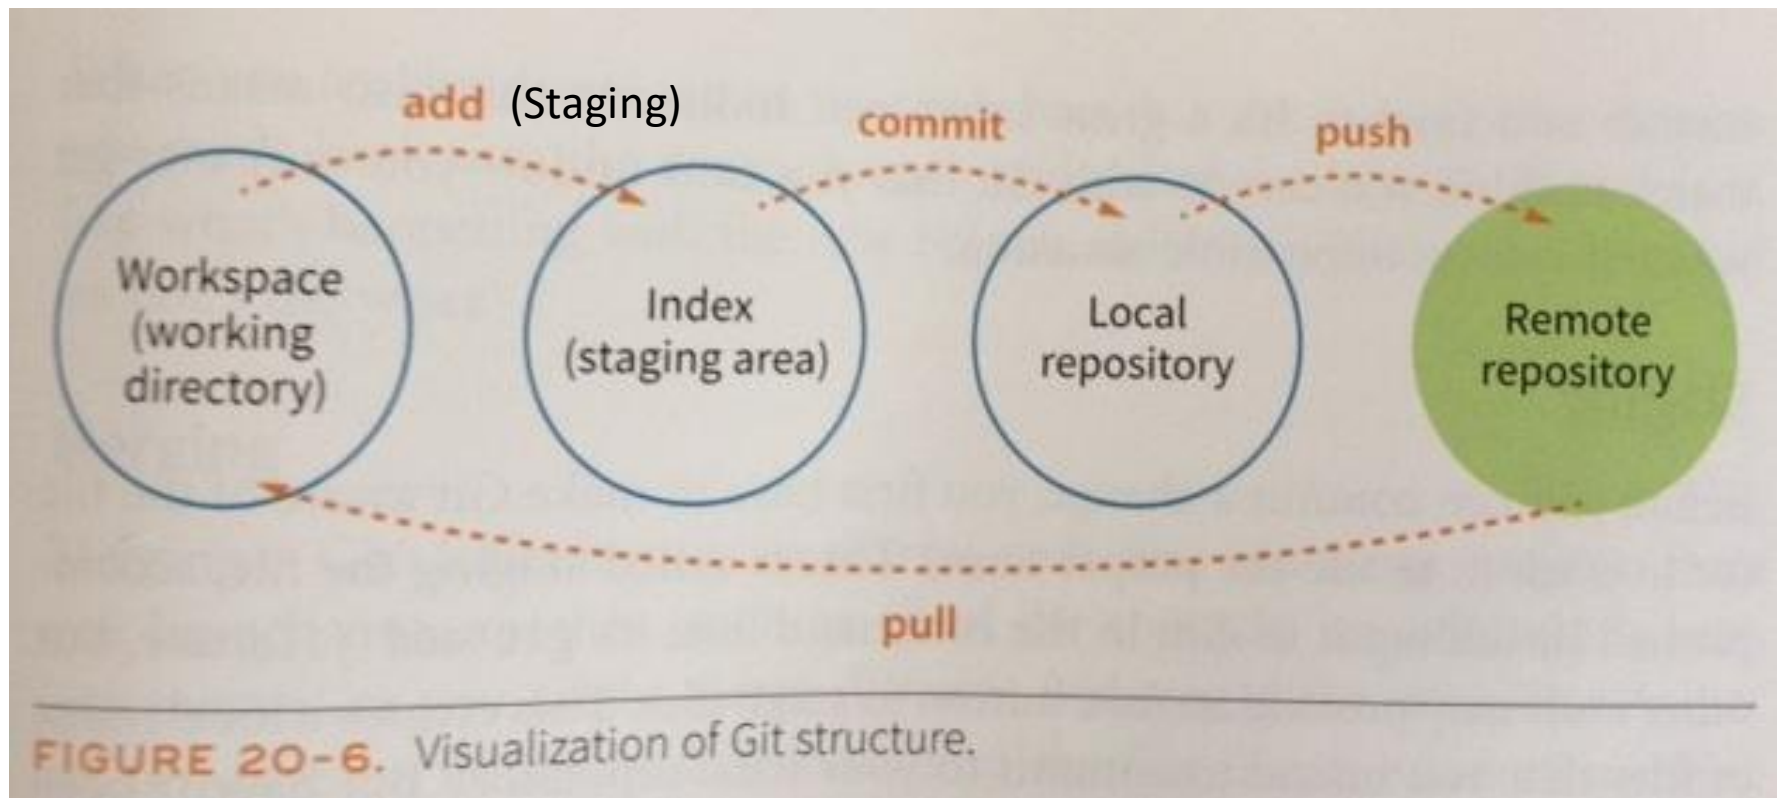 add (Staging)
commit
push
Workspace
(working
directory)
Index
(staging area)
Local
repository
Remote
repository
pull
FIGURE 20-6. Visualization of Git structure.